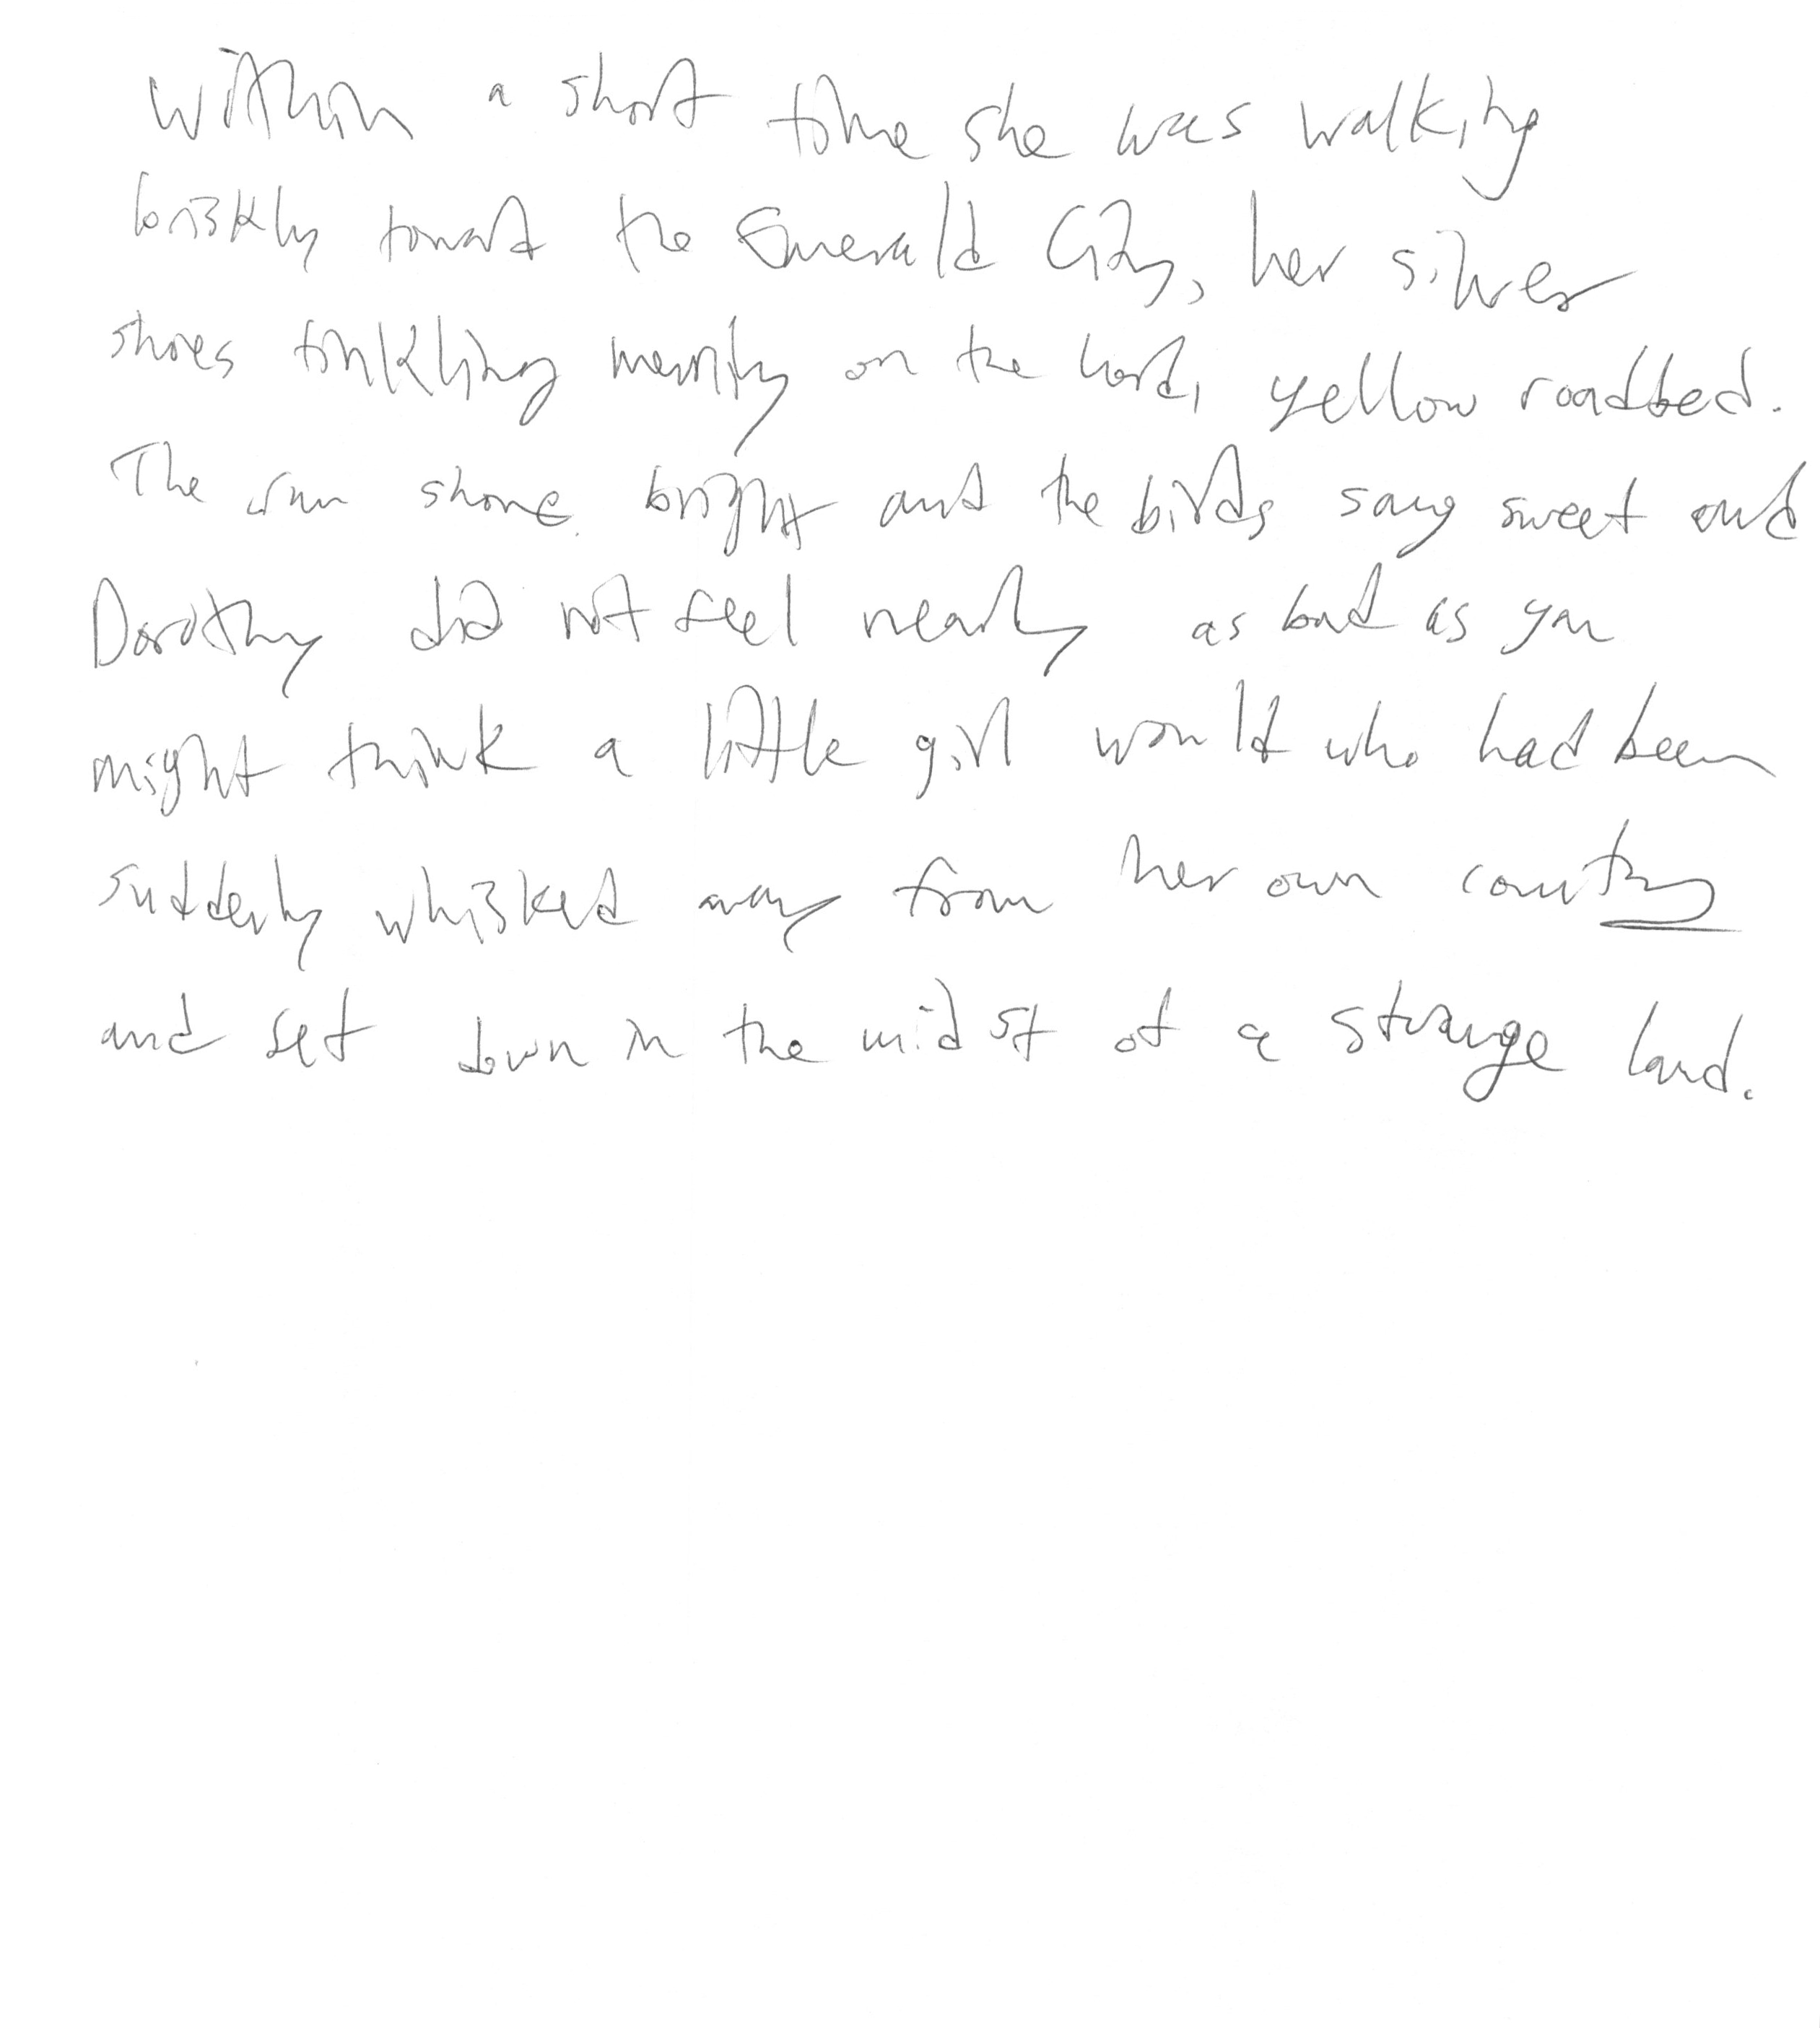 Within a short time she was walking
briskly toward the Emerald City, her silver
shoes tinkling merrily on the hard, yellow roadbed.
The sun shone bright and the birds sang sweet and
Dorothy did not feel nearly as bad as you
might think a little girl would who had been
suddenly whisked away from her own country
and set down in the midst of a strange land.